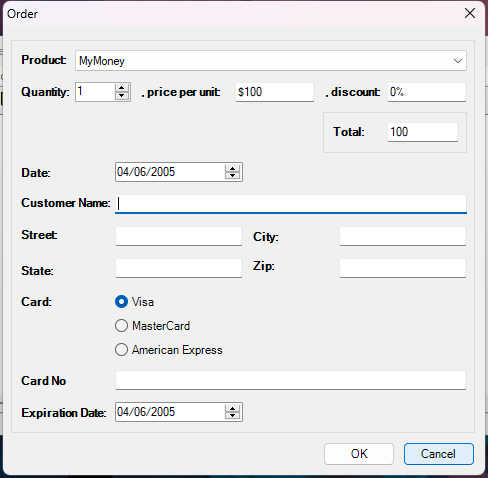 Order
Product: MyMoney
Quantity: 1 , price per unit: $100 , discount: 0%
Total: 100
Date: 04/06/2005
Customer Name:
Street: City:
State: Zip:
Card: Visa
MasterCard
American Express
Card No
Expiration Date: 04/06/2005
OK Cancel